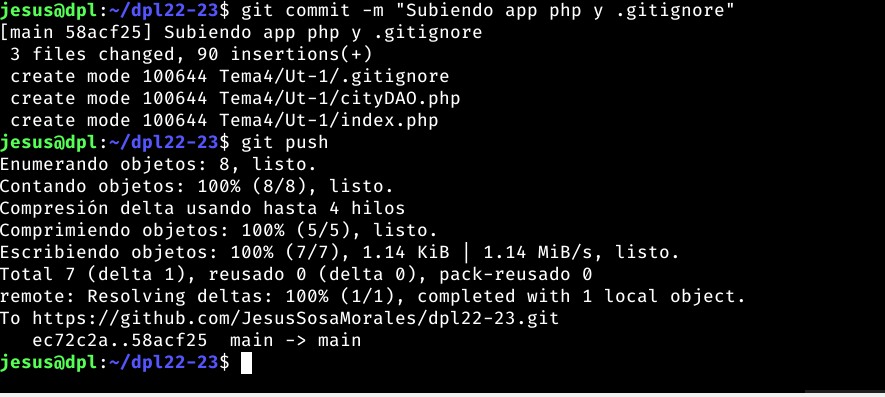 jesus@dpl:~/dpl22-23$ git commit -m "Subiendo app php y .gitignore"
[main 58acf25] Subiendo app php y .gitignore
 3 files changed, 90 insertions(+)
 create mode 100644 Tema4/Ut-1/.gitignore
 create mode 100644 Tema4/Ut-1/cityDAO.php
 create mode 100644 Tema4/Ut-1/index.php
jesus@dpl:~/dpl22-23$ git push
Enumerando objetos: 8, listo.
Contando objetos: 100% (8/8), listo.
Compresión delta usando hasta 4 hilos
Comprimiendo objetos: 100% (5/5), listo.
Escribiendo objetos: 100% (7/7), 1.14 KiB | 1.14 MiB/s, listo.
Total 7 (delta 1), reusado 0 (delta 0), pack-reusado 0
remote: Resolving deltas: 100% (1/1), completed with 1 local object.
To https://github.com/JesusSosaMorales/dpl22-23.git
   ec72c2a..58acf25  main -> main
jesus@dpl:~/dpl22-23$